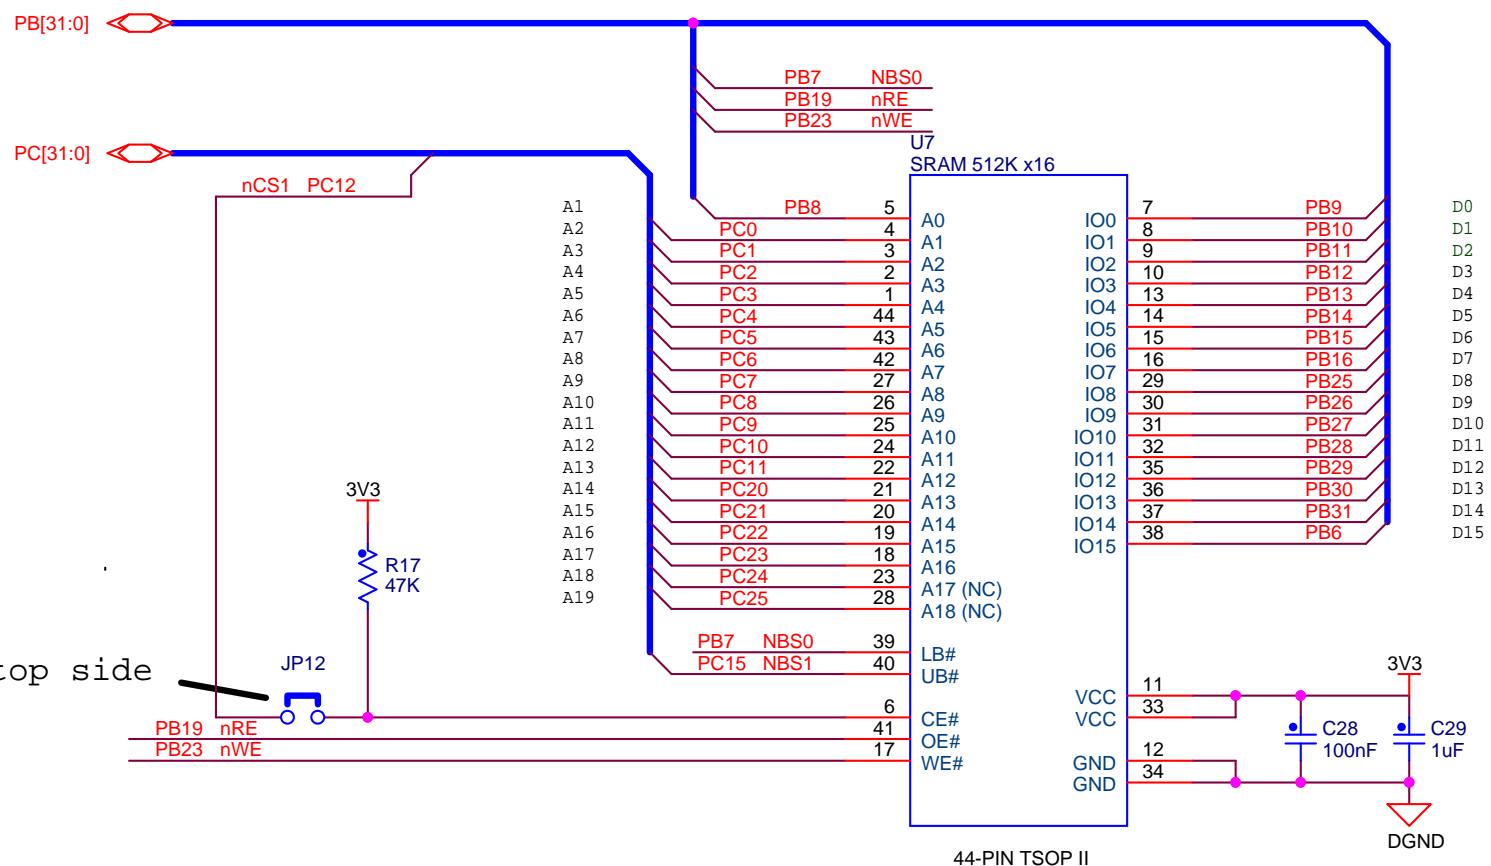 PB[31:0]
PB7 NBS0
PB19 nRE
PB23 nWE
U7
PC[31:0]
SRAM 512K x16
nCS1 PC12
A1 PB8 5 A0 IO0 7 PB9 D0
A2 PC0 4 A1 IO1 8 PB10 D1
A3 PC1 3 A2 IO2 9 PB11 D2
A4 PC2 2 A3 IO3 10 PB12 D3
A5 PC3 1 A4 IO4 13 PB13 D4
A6 PC4 44 A5 IO5 14 PB14 D5
A7 PC5 43 A6 IO6 15 PB15 D6
A8 PC6 42 A7 IO7 16 PB16 D7
A9 PC7 27 A8 IO8 29 PB25 D8
A10 PC8 26 A9 IO9 30 PB26 D9
A11 PC9 25 A10 IO10 31 PB27 D10
A12 PC10 24 A11 IO11 32 PB28 D11
A13 PC11 22 A12 IO12 35 PB29 D12
A14 PC20 21 A13 IO13 36 PB30 D13
A15 PC21 20 A14 IO14 37 PB31 D14
A16 PC22 19 A15 IO15 38 PB6 D15
A17 PC23 18 A16
A18 PC24 23 A17 (NC)
A19 PC25 28 A18 (NC)
3V3
R17
47K
PB7 NBS0 39 LB#
PC15 NBS1 40 UB#
top side
JP12
6 CE#
PB19 nRE 41 OE#
PB23 nWE 17 WE#
3V3
VCC 11
VCC 33
GND 12
GND 34
C28
100nF
C29
1uF
DGND
44-PIN TSOP II